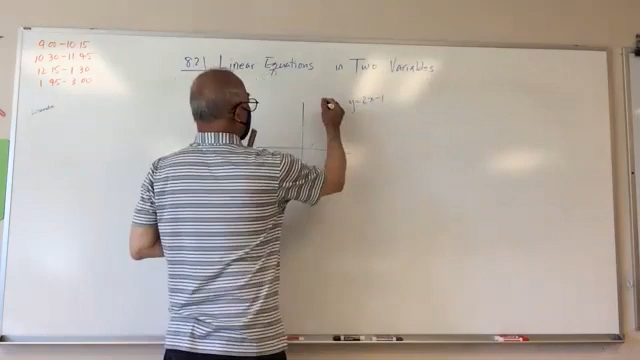 9 00 - 10 15
10 30 - 11 45
12 15 - 1 30
1 45 - 3 00
8.21 Linear Equations in Two Variables
y = 2x - 1